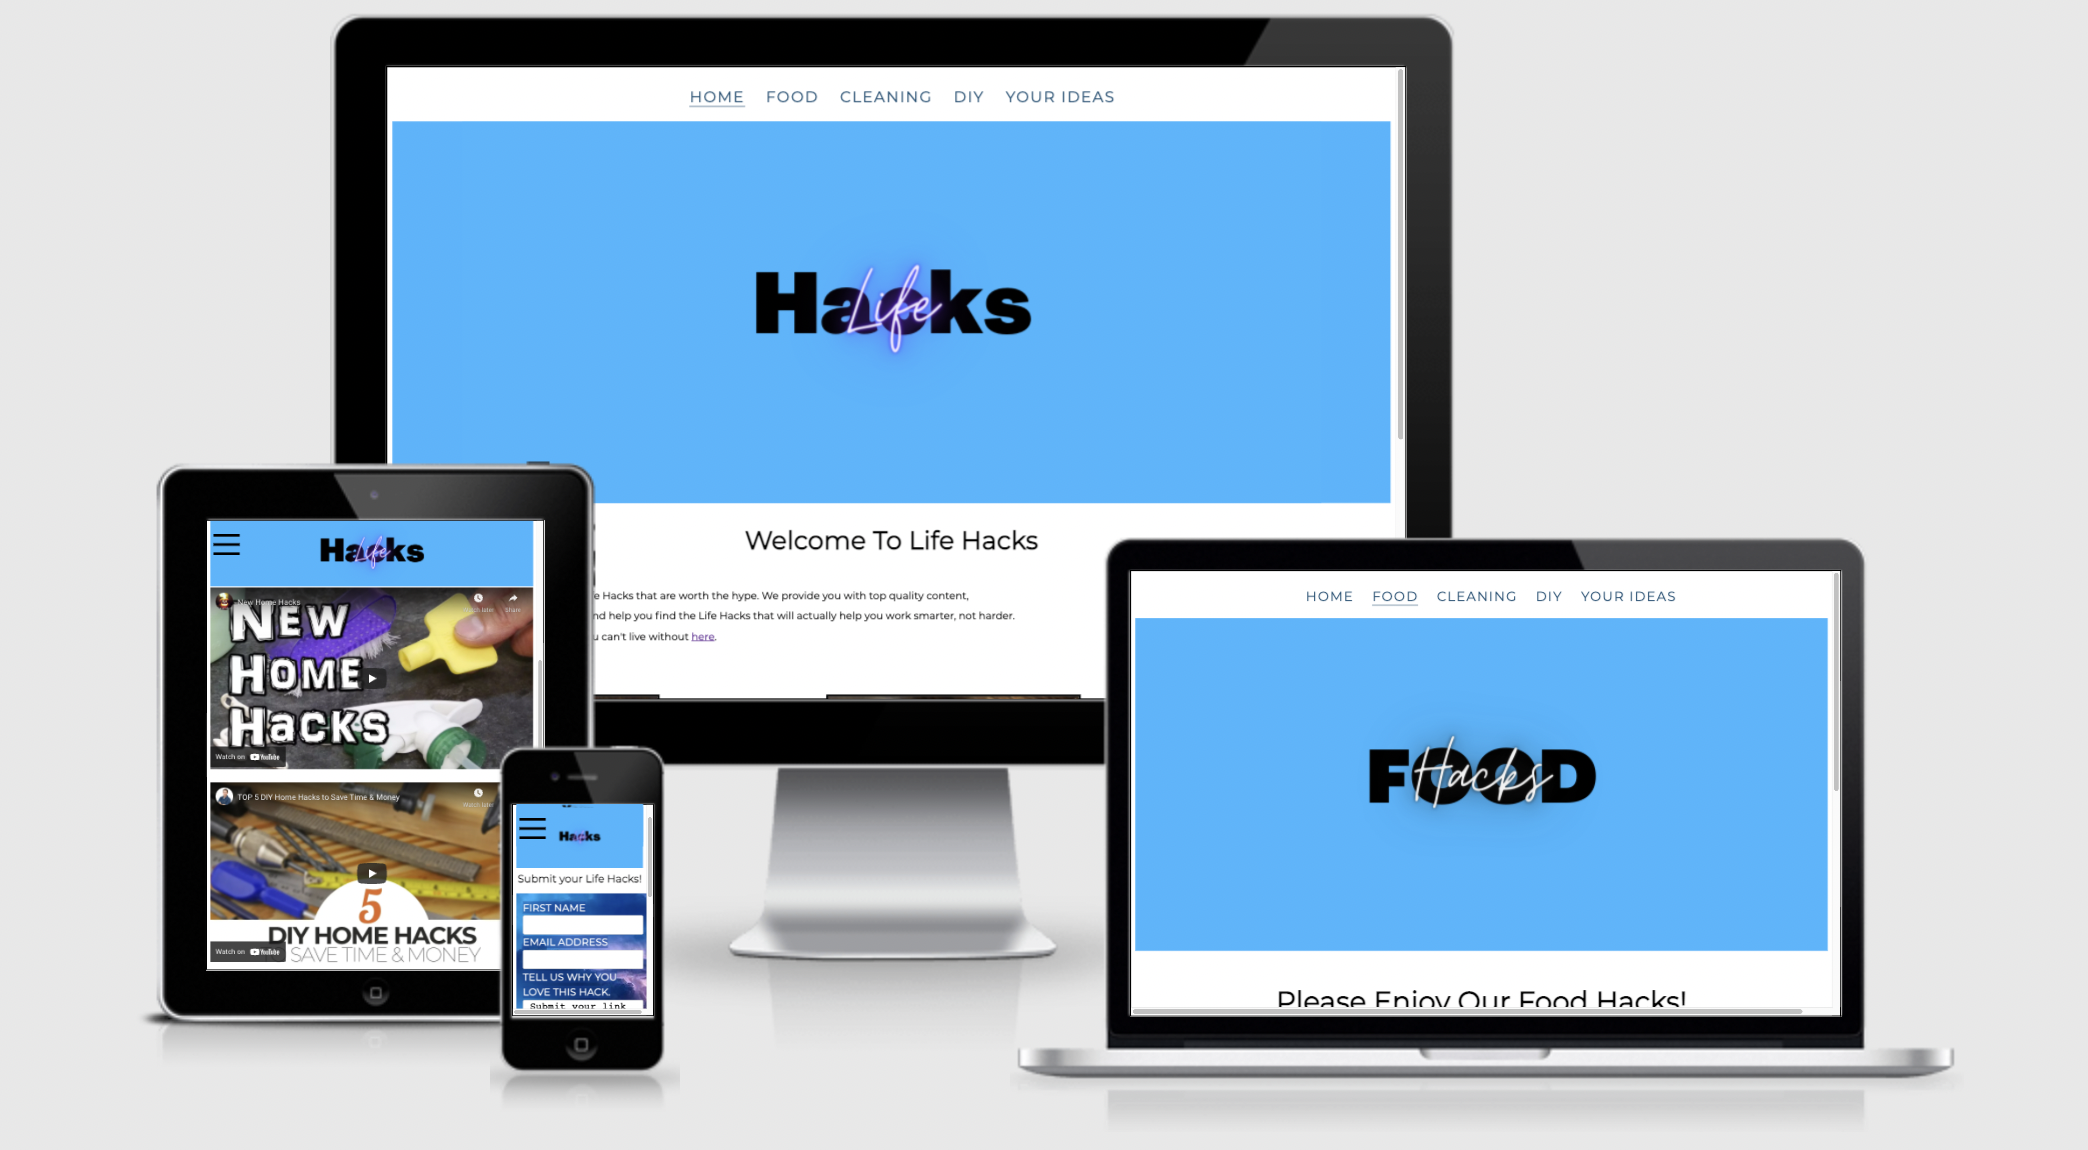 HOME FOOD CLEANING DIY YOUR IDEAS
Hacks
Life
Welcome To Life Hacks
Hacks that are worth the hype. We provide you with top quality content,
help you find the Life Hacks that will actually help you work smarter, not harder.
can't live without here.
Hacks
Life
New Home Hacks
Watch later
Share
NEW
HOME
HACKS
Watch on YouTube
TOP 5 DIY Home Hacks to Save Time & Money
Watch later
5
DIY HOME HACKS
SAVE TIME & MONEY
Watch on YouTube
Hacks
Submit your Life Hacks!
FIRST NAME
EMAIL ADDRESS
TELL US WHY YOU
LOVE THIS HACK.
Submit your link
HOME FOOD CLEANING DIY YOUR IDEAS
FOOD
Hacks
Please Enjoy Our Food Hacks!